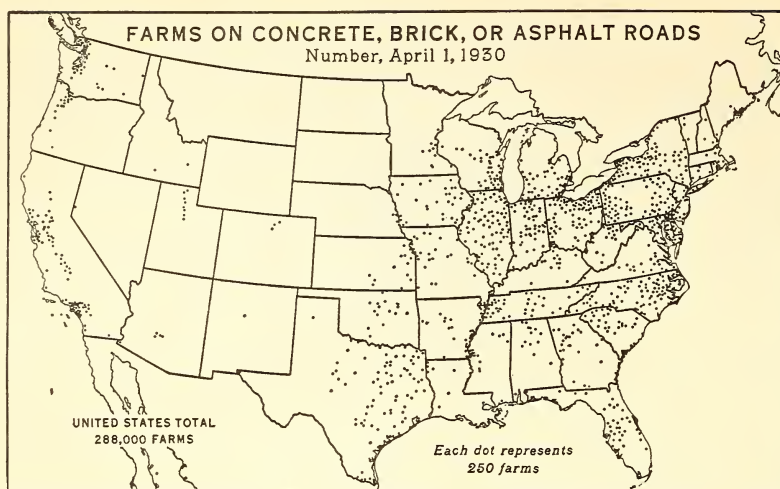 FARMS ON CONCRETE, BRICK, OR ASPHALT ROADS
Number, April 1, 1930
UNITED STATES TOTAL
288,000 FARMS
Each dot represents
250 farms